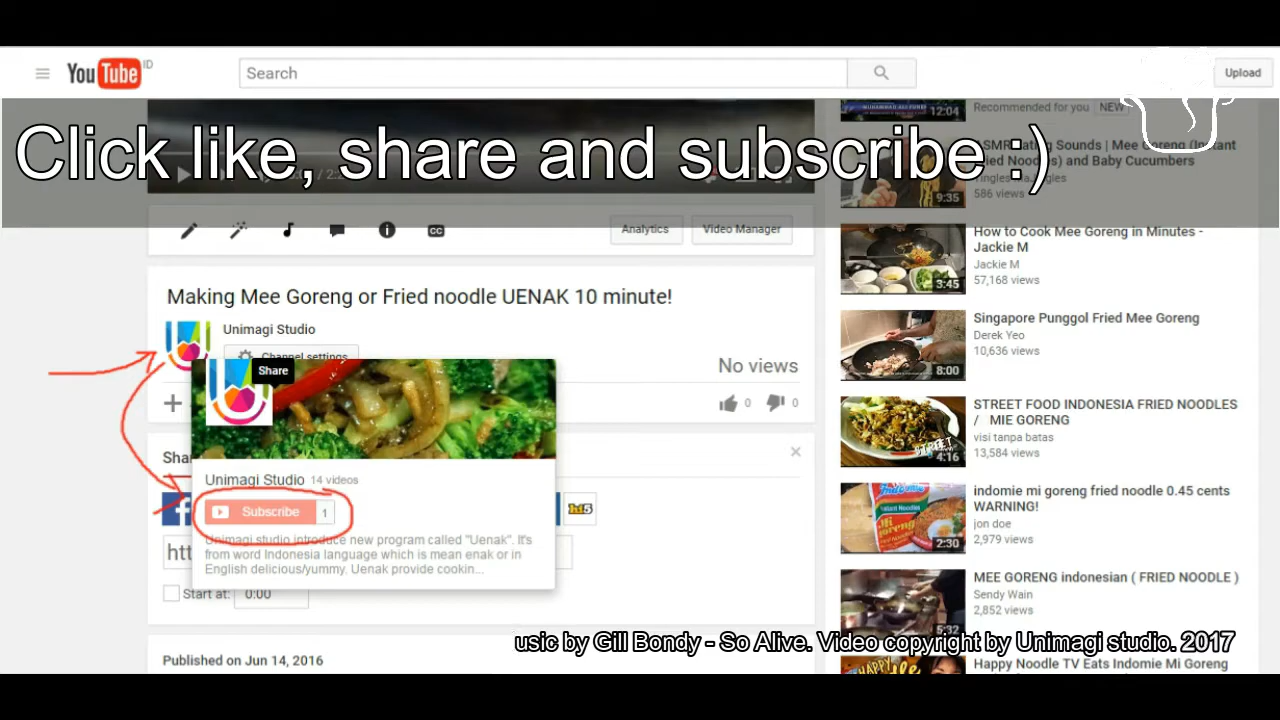 YouTube ID
Search
Upload
Click like, share and subscribe :)
12:04
Recommended for you NEW
Mee Goreng (Instant
Noodles) and Baby Cucumbers
586 views
9:35
Analytics
Video Manager
How to Cook Mee Goreng in Minutes -
Jackie M
Jackie M
57,168 views
3:45
Making Mee Goreng or Fried noodle UENAK 10 minute!
Unimagi Studio
Channel settings
Share
No views
0
0
Singapore Punggol Fried Mee Goreng
Derek Yeo
10,636 views
8:00
STREET FOOD INDONESIA FRIED NOODLES
/ MIE GORENG
visi tanpa batas
13,584 views
4:16
Unimagi Studio 14 videos
Subscribe 1
Unimagi studio introduce new program called "Uenak". It's
from word Indonesia language which is mean enak or in
English delicious/yummy. Uenak provide cookin...
Start at: 0:00
indomie mi goreng fried noodle 0.45 cents
WARNING!
jon doe
2,979 views
2:30
MEE GORENG indonesian ( FRIED NOODLE )
Sendy Wain
2,852 views
5:32
usic by Gill Bondy - So Alive. Video copyright by Unimagi studio. 2017
Published on Jun 14, 2016
Happy Noodle TV Eats Indomie Mi Goreng
HAPPY